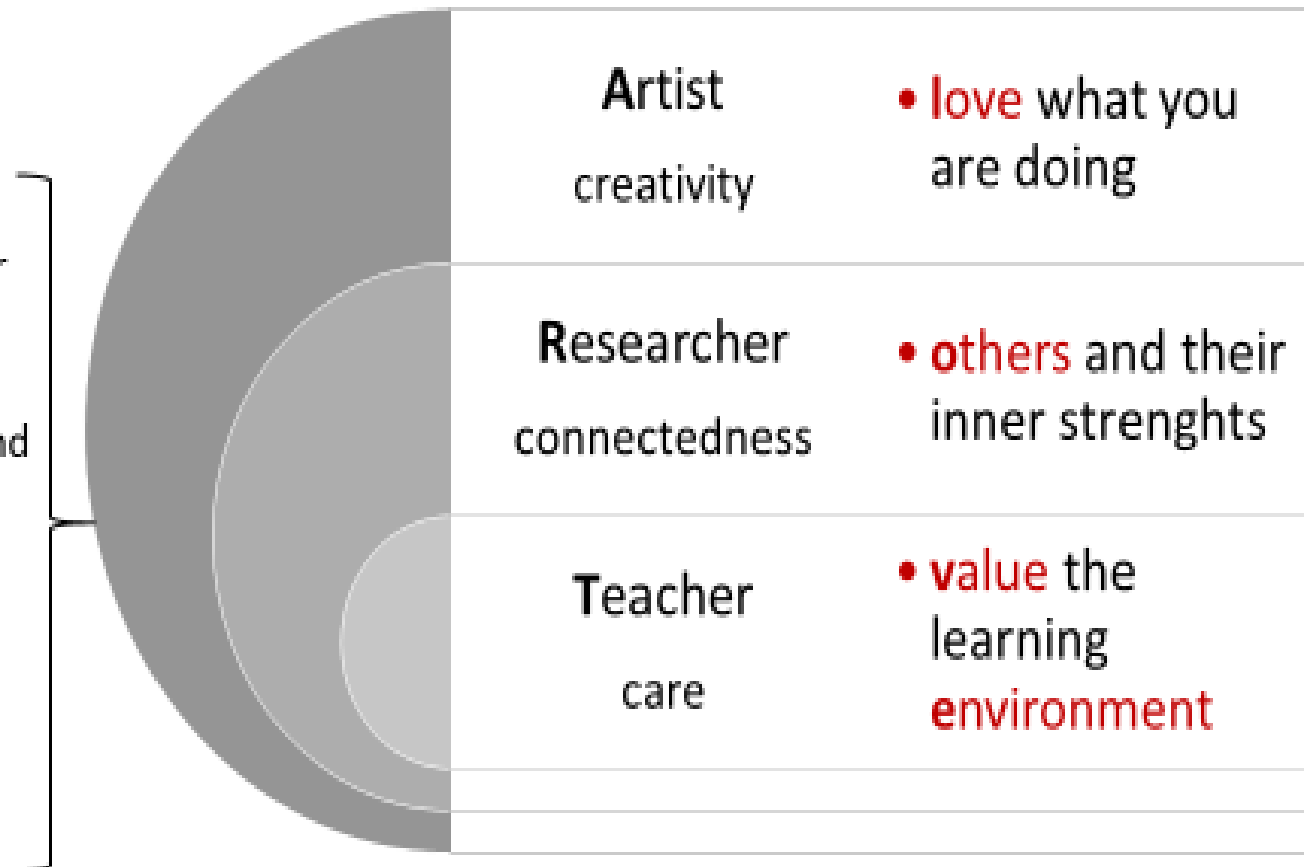 Artist
creativity
• love what you
are doing
Researcher
connectedness
• others and their
inner strenghts
Teacher
care
• value the
learning
environment